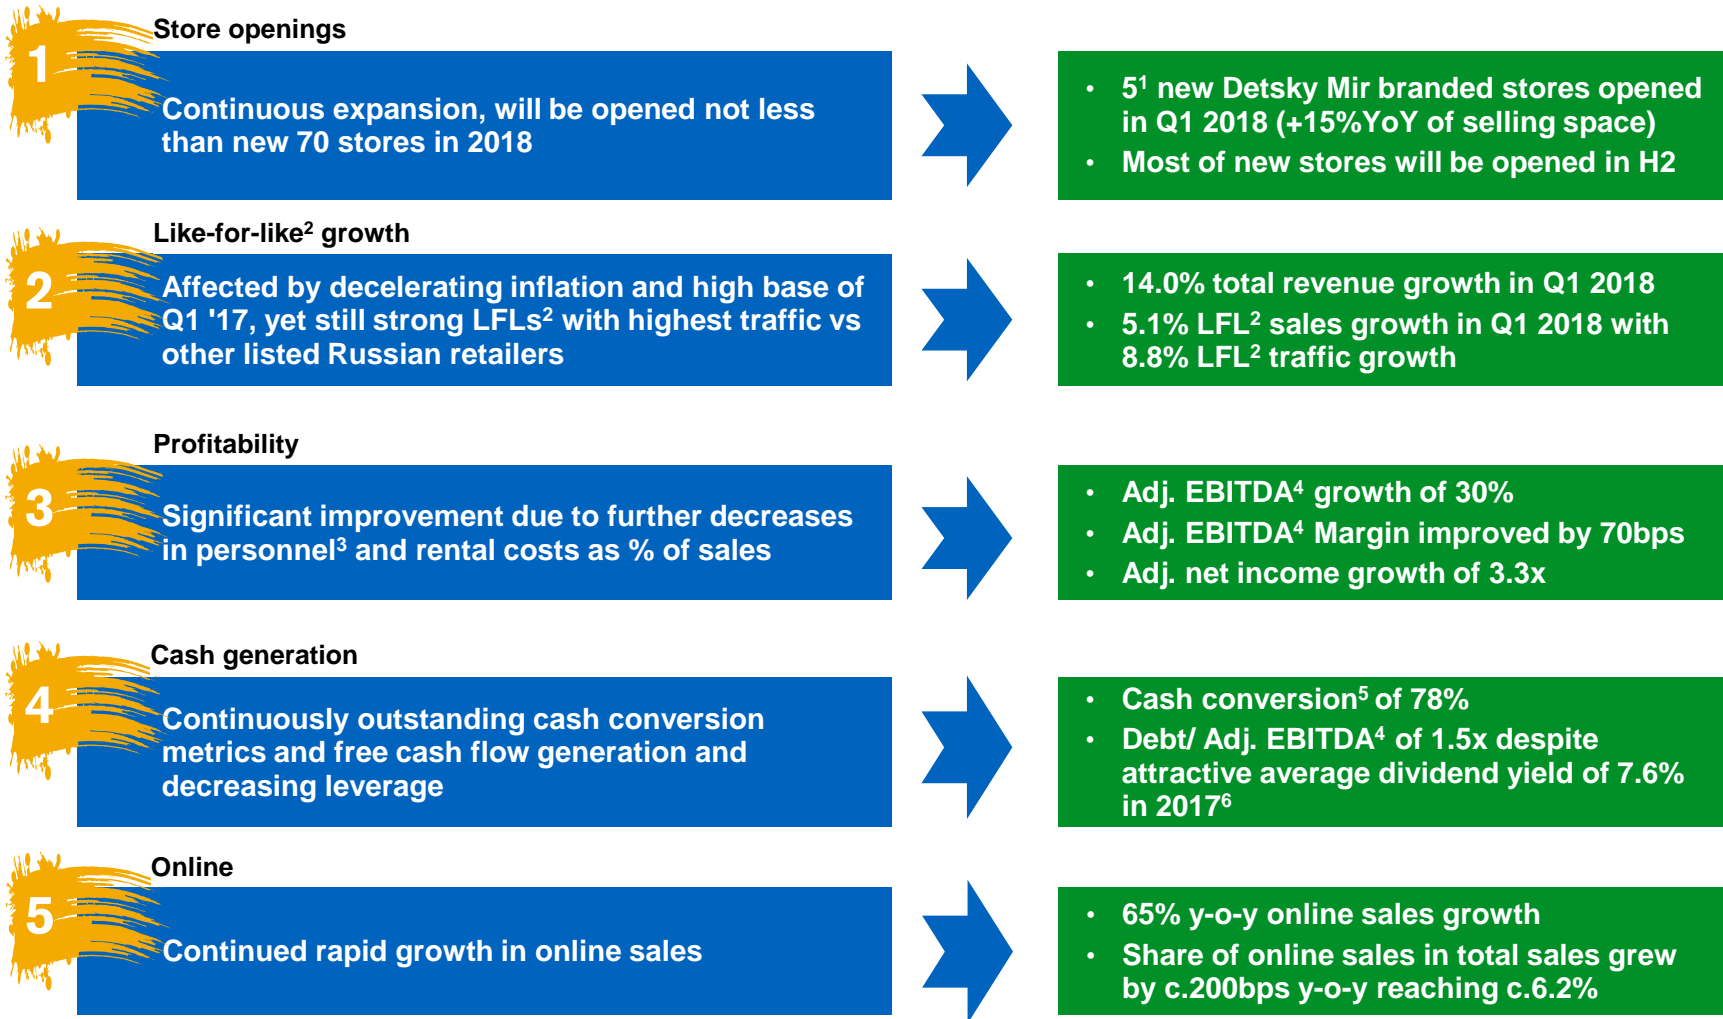 1
Store openings
Continuous expansion, will be opened not less
than new 70 stores in 2018
• 5¹ new Detsky Mir branded stores opened
in Q1 2018 (+15%YoY of selling space)
• Most of new stores will be opened in H2
2
Like-for-like² growth
Affected by decelerating inflation and high base of
Q1 '17, yet still strong LFLs² with highest traffic vs
other listed Russian retailers
• 14.0% total revenue growth in Q1 2018
• 5.1% LFL² sales growth in Q1 2018 with
8.8% LFL² traffic growth
3
Profitability
Significant improvement due to further decreases
in personnel³ and rental costs as % of sales
• Adj. EBITDA⁴ growth of 30%
• Adj. EBITDA⁴ Margin improved by 70bps
• Adj. net income growth of 3.3x
4
Cash generation
Continuously outstanding cash conversion
metrics and free cash flow generation and
decreasing leverage
• Cash conversion⁵ of 78%
• Debt/ Adj. EBITDA⁴ of 1.5x despite
attractive average dividend yield of 7.6%
in 2017⁶
5
Online
Continued rapid growth in online sales
• 65% y-o-y online sales growth
• Share of online sales in total sales grew
by c.200bps y-o-y reaching c.6.2%